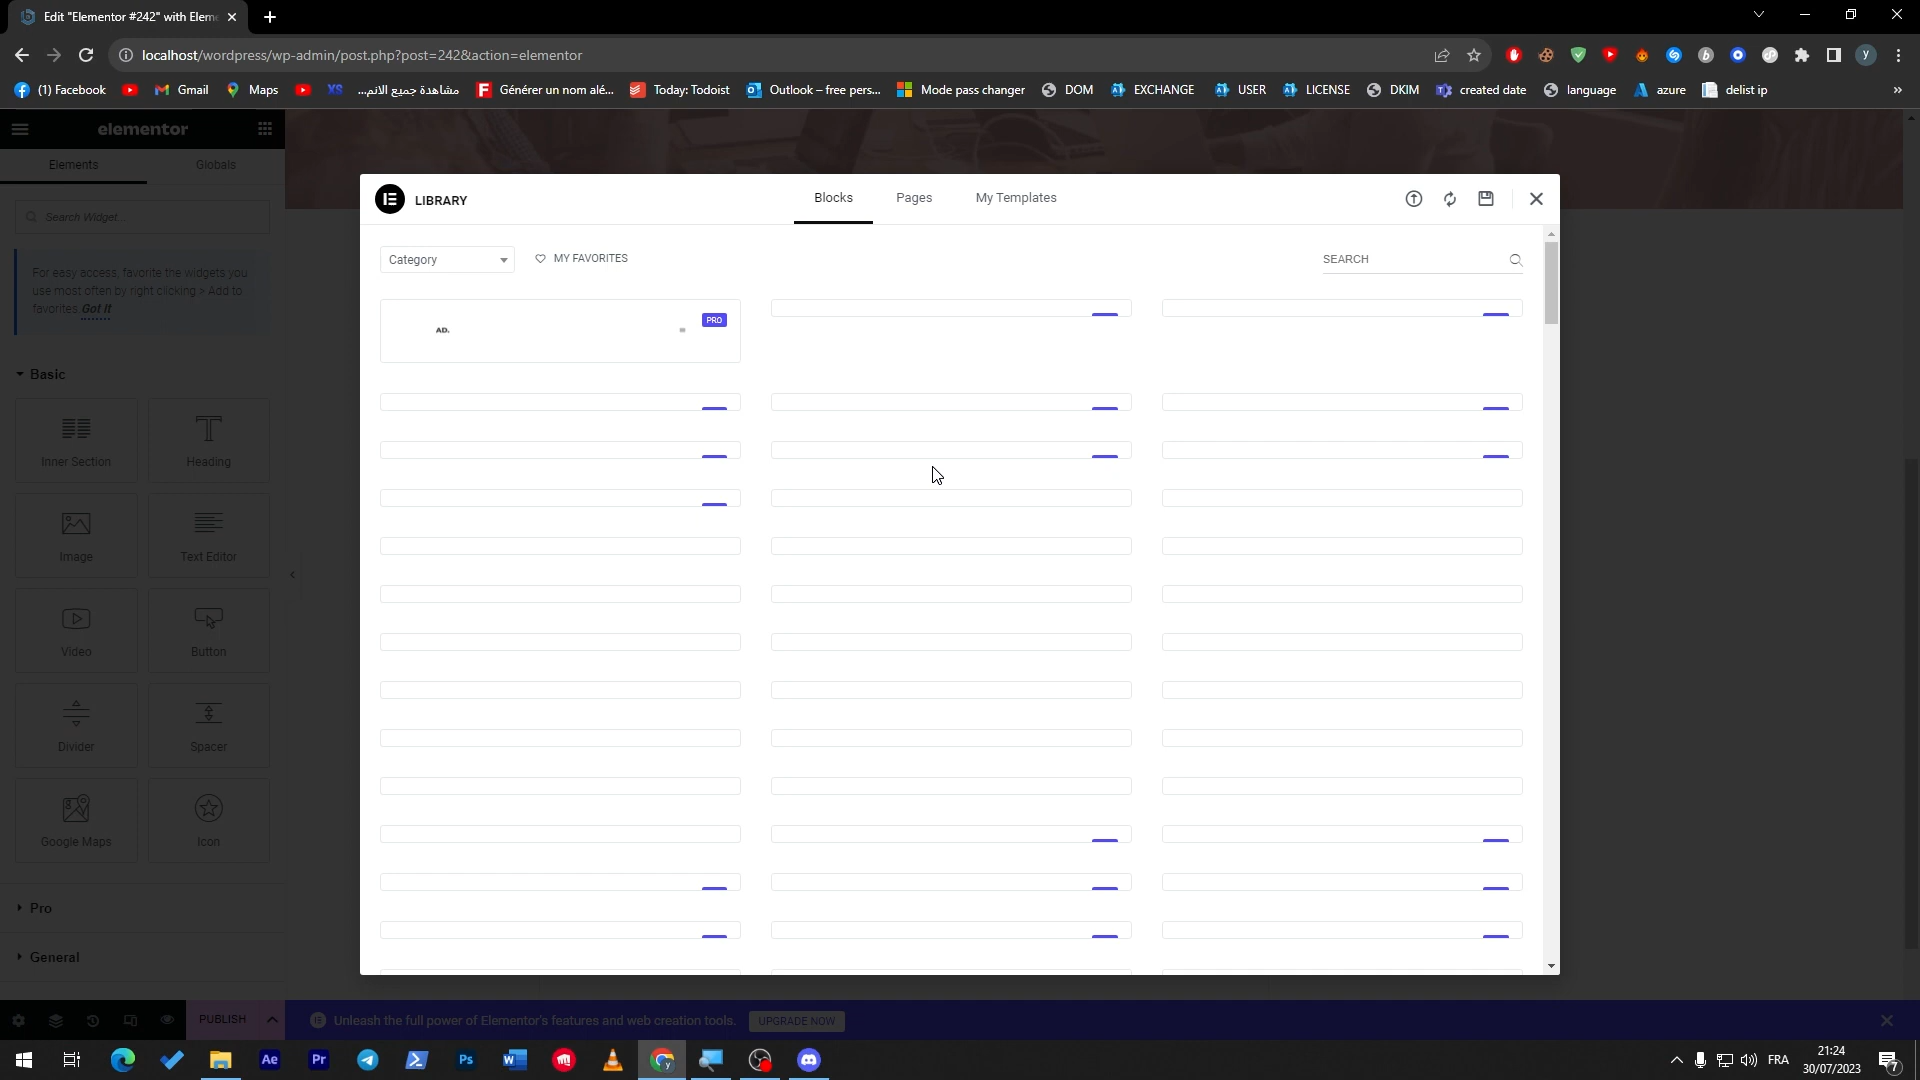 Edit "Elementor #242" with Elem
localhost/wordpress/wp-admin/post.php?post=242&action=elementor
y
(1) Facebook
Gmail
Maps
XS
مشاهدة جميع الانم...
Générer un nom alé...
Today: Todoist
Outlook – free pers...
Mode pass changer
DOM
EXCHANGE
USER
LICENSE
DKIM
created date
language
azure
delist ip
»
elementor
Elements
Globals
Search Widget...
For easy access, favorite the widgets you
use most often by right clicking > Add to
favorites. Got It
Basic
Inner Section
Heading
Image
Text Editor
Video
Button
Divider
Spacer
Google Maps
Icon
Pro
General
PUBLISH
LIBRARY
Blocks
Pages
My Templates
Category
MY FAVORITES
SEARCH
AD.
PRO
Unleash the full power of Elementor's features and web creation tools.
UPGRADE NOW
Ae
Pr
Ps
W
FRA
21:24
30/07/2023
7